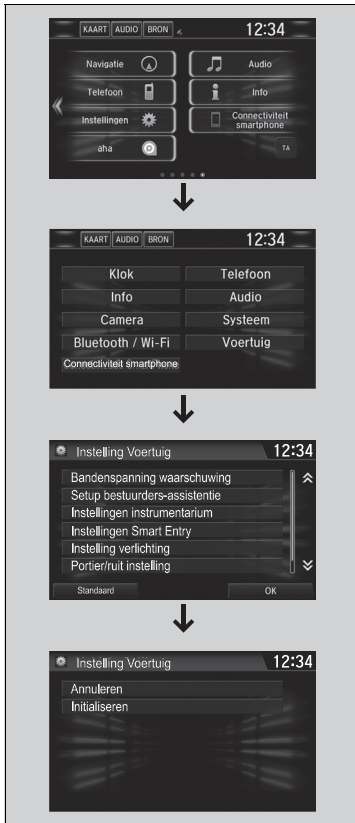 KAART AUDIO BRON 12:34
Navigatie Audio
Telefoon Info
Instellingen Connectiviteit smartphone
aha TA
KAART AUDIO BRON 12:34
Klok Telefoon
Info Audio
Camera Systeem
Bluetooth / Wi-Fi Voertuig
Connectiviteit smartphone
Instelling Voertuig 12:34
Bandenspanning waarschuwing
Setup bestuurders-assistentie
Instellingen instrumentarium
Instellingen Smart Entry
Instelling verlichting
Portier/ruit instelling
Standaard OK
Instelling Voertuig 12:34
Annuleren
Initialiseren